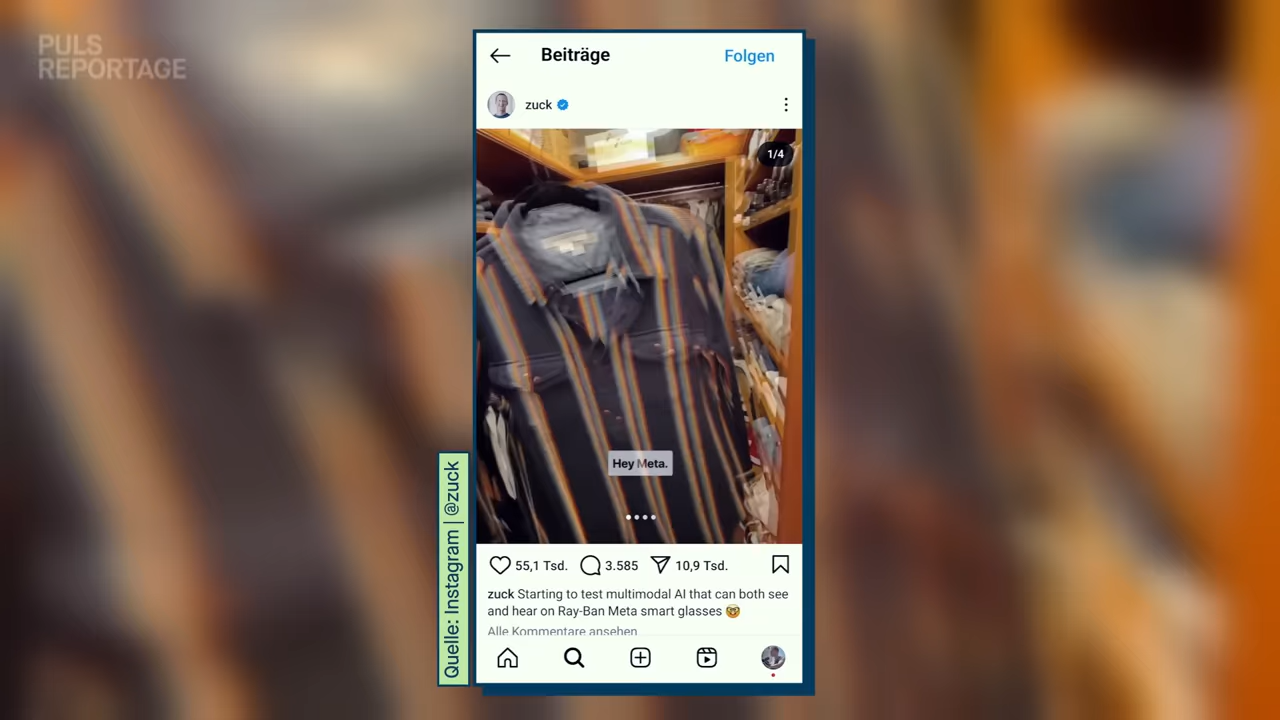 PULS
REPORTAGE
Beiträge
Folgen
zuck
1/4
Hey Meta.
55,1 Tsd.
3.585
10,9 Tsd.
zuck Starting to test multimodal AI that can both see
and hear on Ray-Ban Meta smart glasses 🤓
Alle Kommentare ansehen
Quelle: Instagram | @zuck